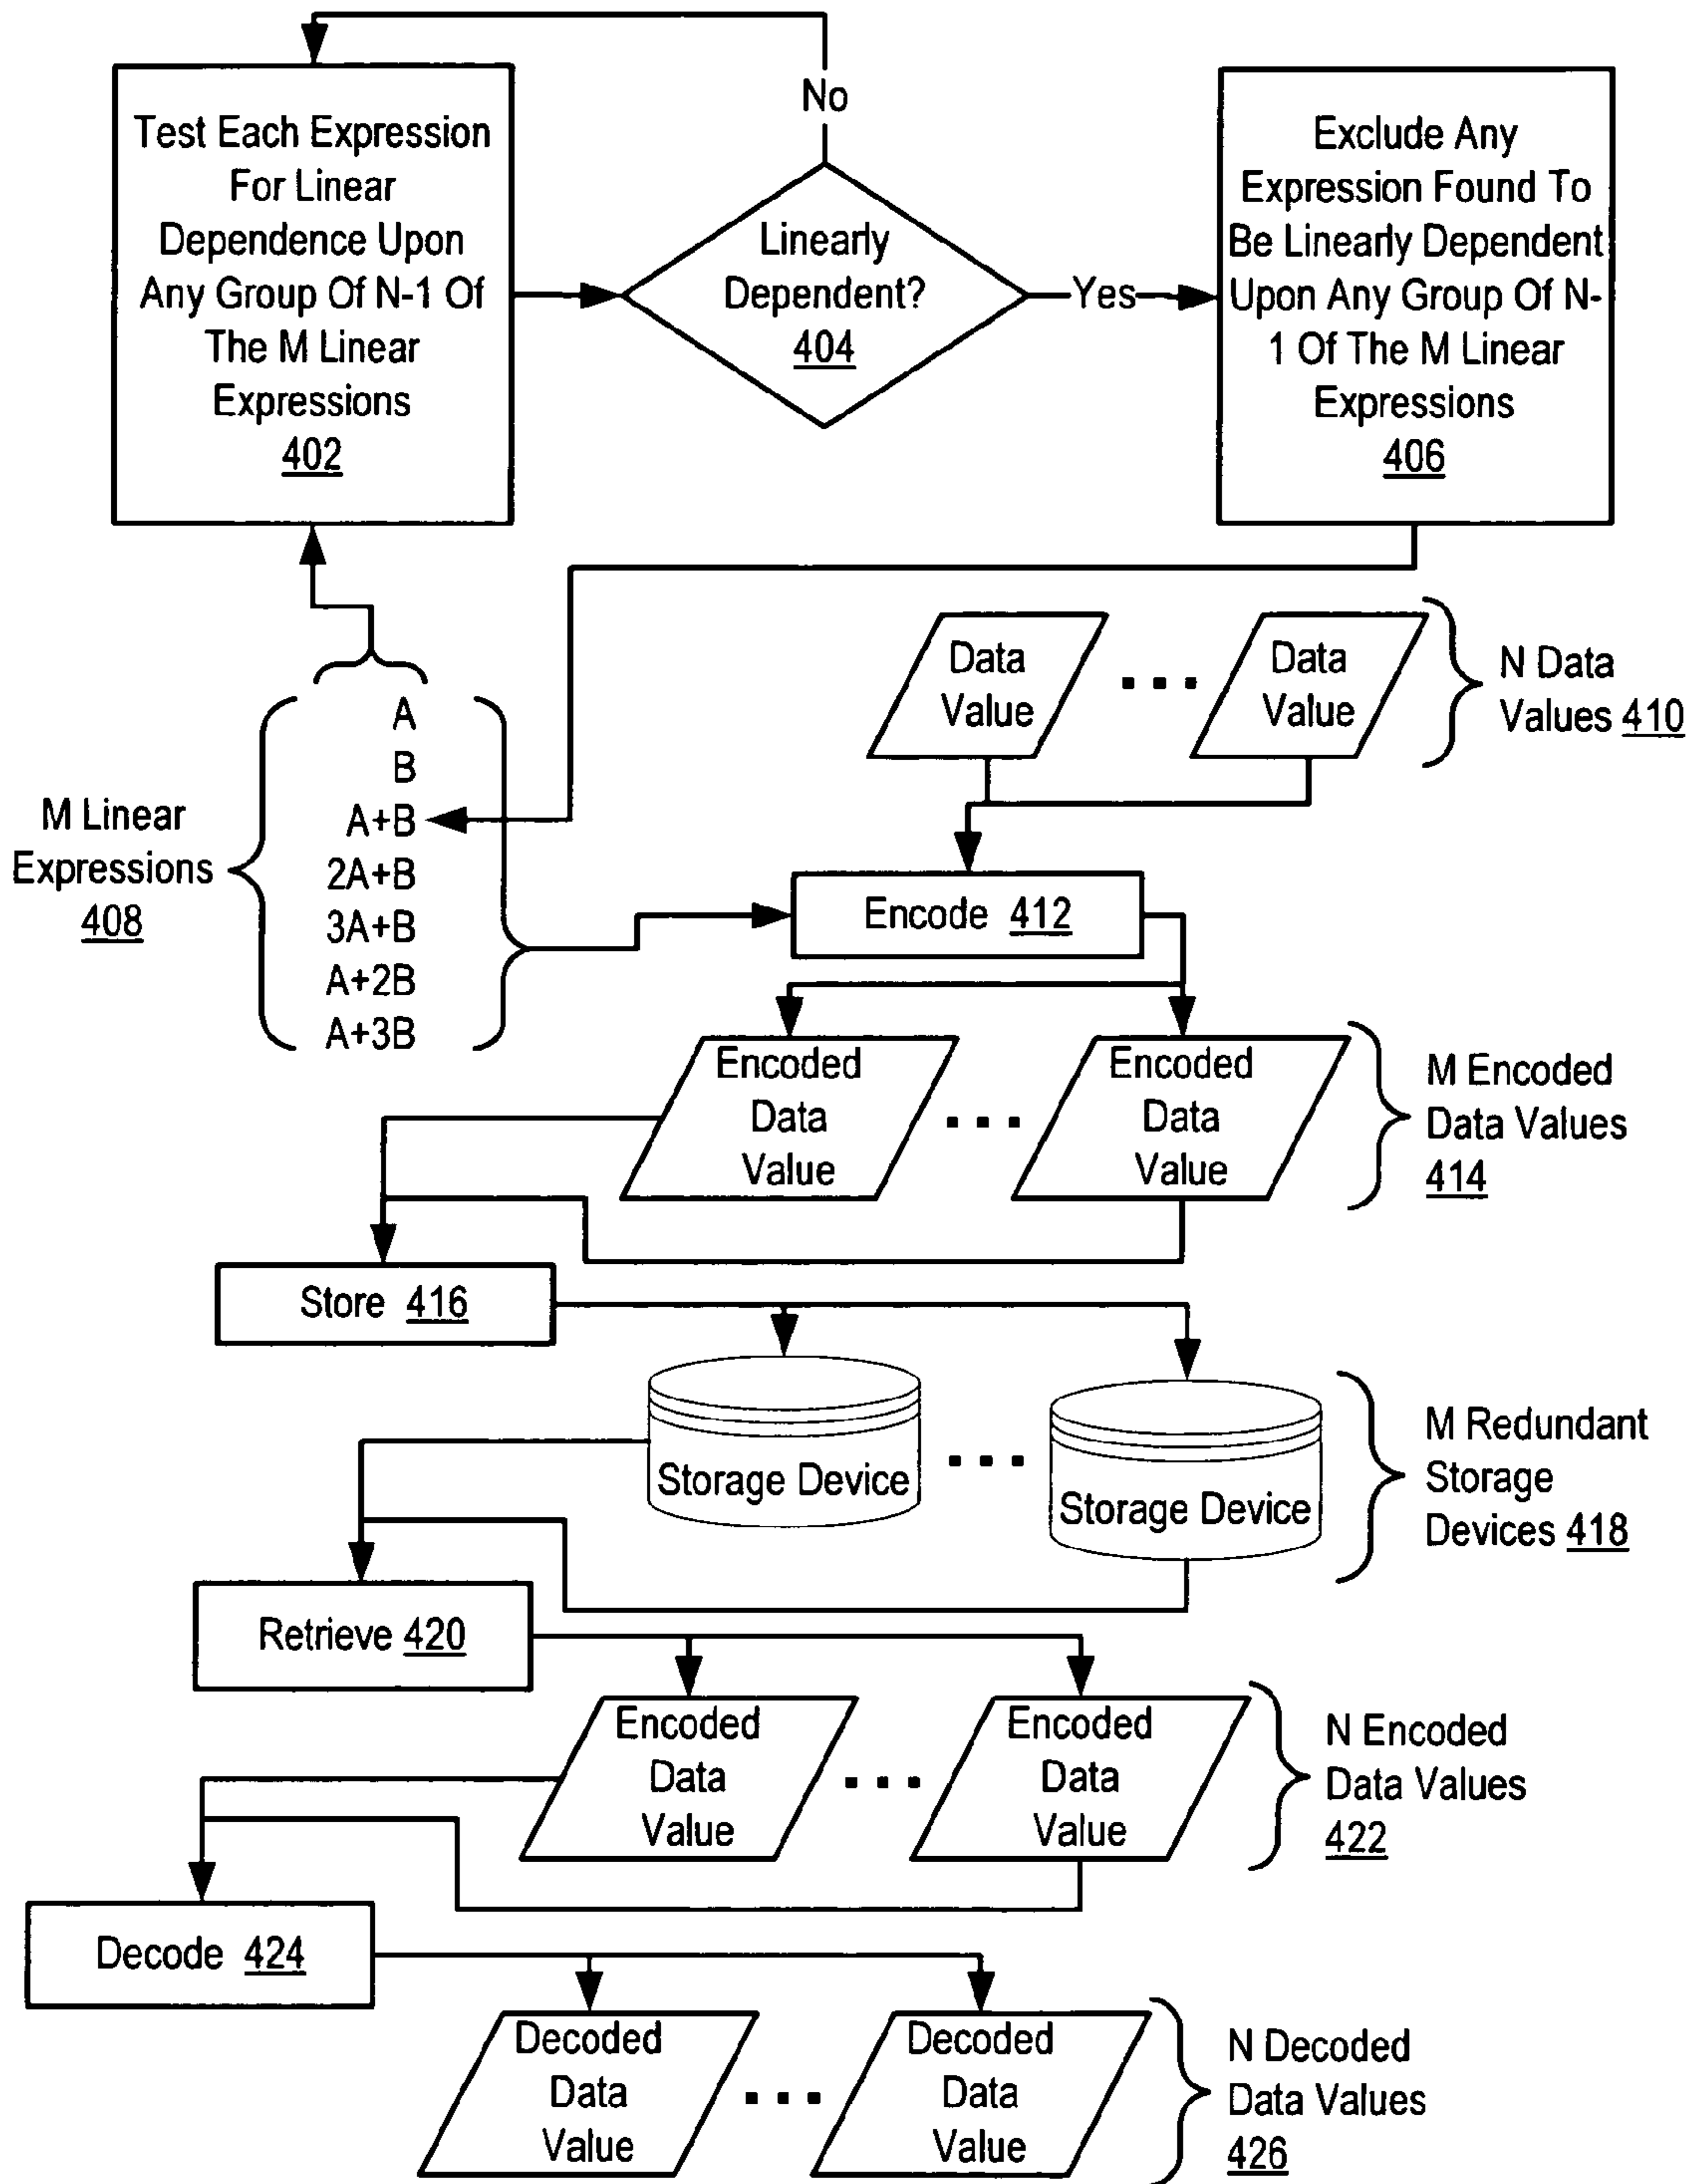 No
Test Each Expression
For Linear
Dependence Upon
Any Group Of N-1 Of
The M Linear
Expressions
402
Linearly
Dependent?
404
Yes
Exclude Any
Expression Found To
Be Linearly Dependent
Upon Any Group Of N-
1 Of The M Linear
Expressions
406
M Linear
Expressions
408
A
B
A+B
2A+B
3A+B
A+2B
A+3B
Data
Value
Data
Value
N Data
Values 410
Encode 412
Encoded
Data
Value
Encoded
Data
Value
M Encoded
Data Values
414
Store 416
Storage Device
Storage Device
M Redundant
Storage
Devices 418
Retrieve 420
Encoded
Data
Value
Encoded
Data
Value
N Encoded
Data Values
422
Decode 424
Decoded
Data
Value
Decoded
Data
Value
N Decoded
Data Values
426